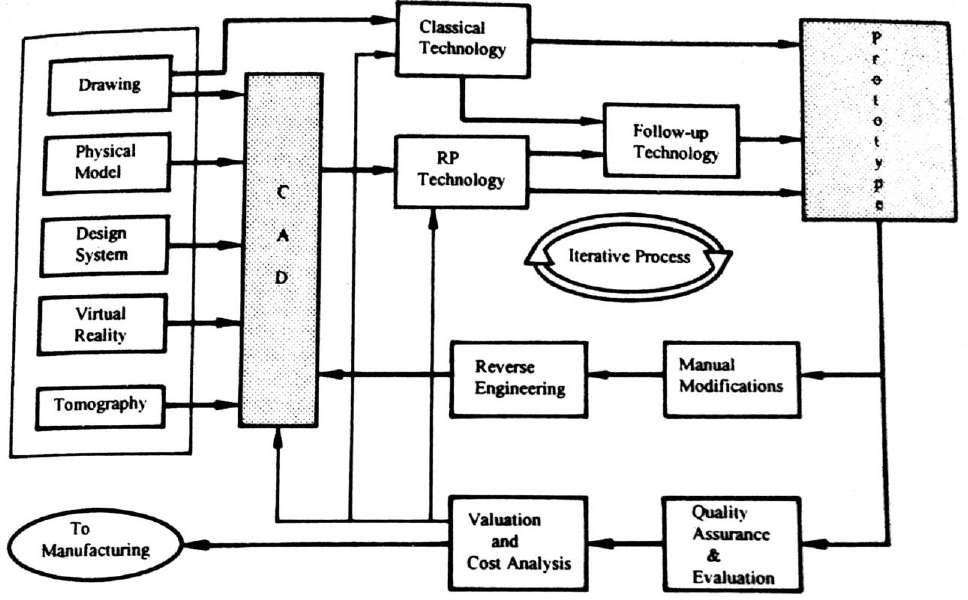 Drawing
Physical
Model
Design
System
Virtual
Reality
Tomography
C
A
D
Classical
Technology
RP
Technology
Follow-up
Technology
P
r
o
t
o
t
y
p
e
Iterative Process
Reverse
Engineering
Manual
Modifications
To
Manufacturing
Valuation
and
Cost Analysis
Quality
Assurance
&
Evaluation